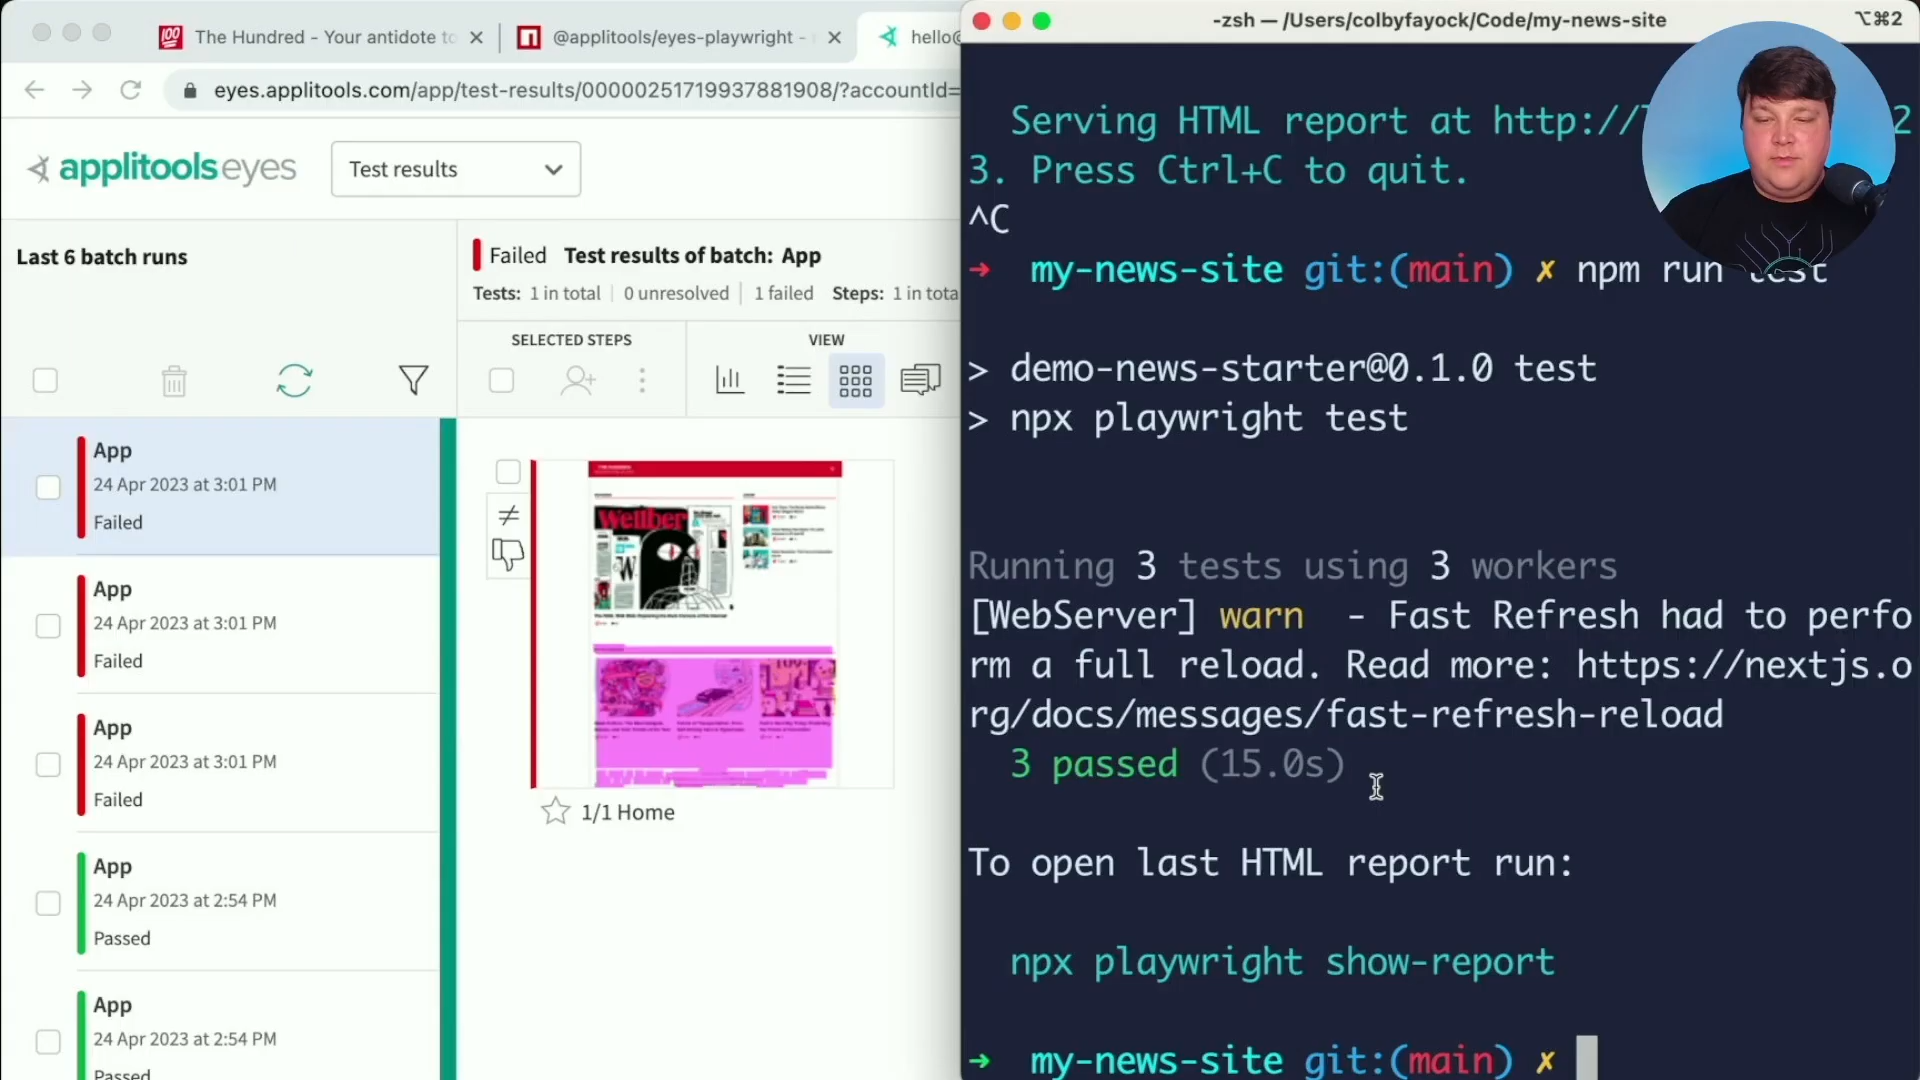 The Hundred - Your antidote to
@applitools/eyes-playwright -
hello@
eyes.applitools.com/app/test-results/00000251719937881908/?accountId=
applitools eyes
Test results
Last 6 batch runs
Failed Test results of batch: App
Tests: 1 in total 0 unresolved 1 failed Steps: 1 in tota
SELECTED STEPS
VIEW
App
24 Apr 2023 at 3:01 PM
Failed
App
24 Apr 2023 at 3:01 PM
Failed
App
24 Apr 2023 at 3:01 PM
Failed
App
24 Apr 2023 at 2:54 PM
Passed
App
24 Apr 2023 at 2:54 PM
Passed
Wellber
1/1 Home
-zsh — /Users/colbyfayock/Code/my-news-site
⌥⌘2
Serving HTML report at http://
2
3. Press Ctrl+C to quit.
^C
→ my-news-site git:(main) ✗ npm run test
> demo-news-starter@0.1.0 test
> npx playwright test
Running 3 tests using 3 workers
[WebServer] warn - Fast Refresh had to perfo
rm a full reload. Read more: https://nextjs.o
rg/docs/messages/fast-refresh-reload
3 passed (15.0s)
To open last HTML report run:
npx playwright show-report
→ my-news-site git:(main) ✗